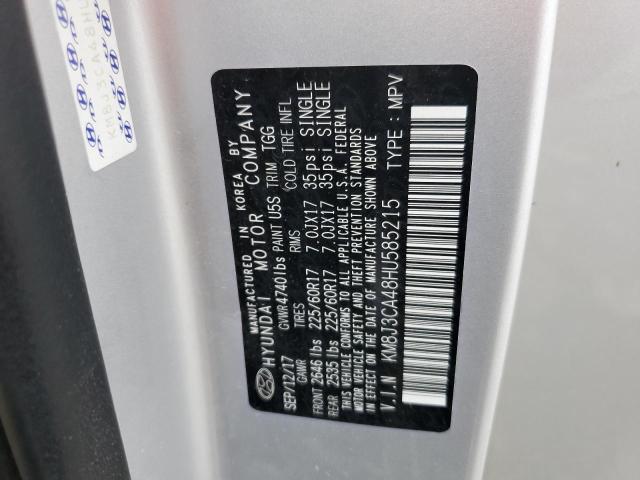 KM8J3CA48HU
MANUFACTURED IN KOREA BY
HYUNDAI MOTOR COMPANY
SEP/12/17 GVWR 4740 lbs PAINT U5S TRIM TGG
GAWR TIRES RIMS COLD TIRE INFL
FRONT 2646 lbs 225/60R17 7.0JX17 35psi SINGLE
REAR 2535 lbs 225/60R17 7.0JX17 35psi SINGLE
THIS VEHICLE CONFORMS TO ALL APPLICABLE U.S.A. FEDERAL
MOTOR VEHICLE SAFETY AND THEFT PREVENTION STANDARDS
IN EFFECT ON THE DATE OF MANUFACTURE SHOWN ABOVE.
V.I.N KM8J3CA48HU585215 TYPE : MPV